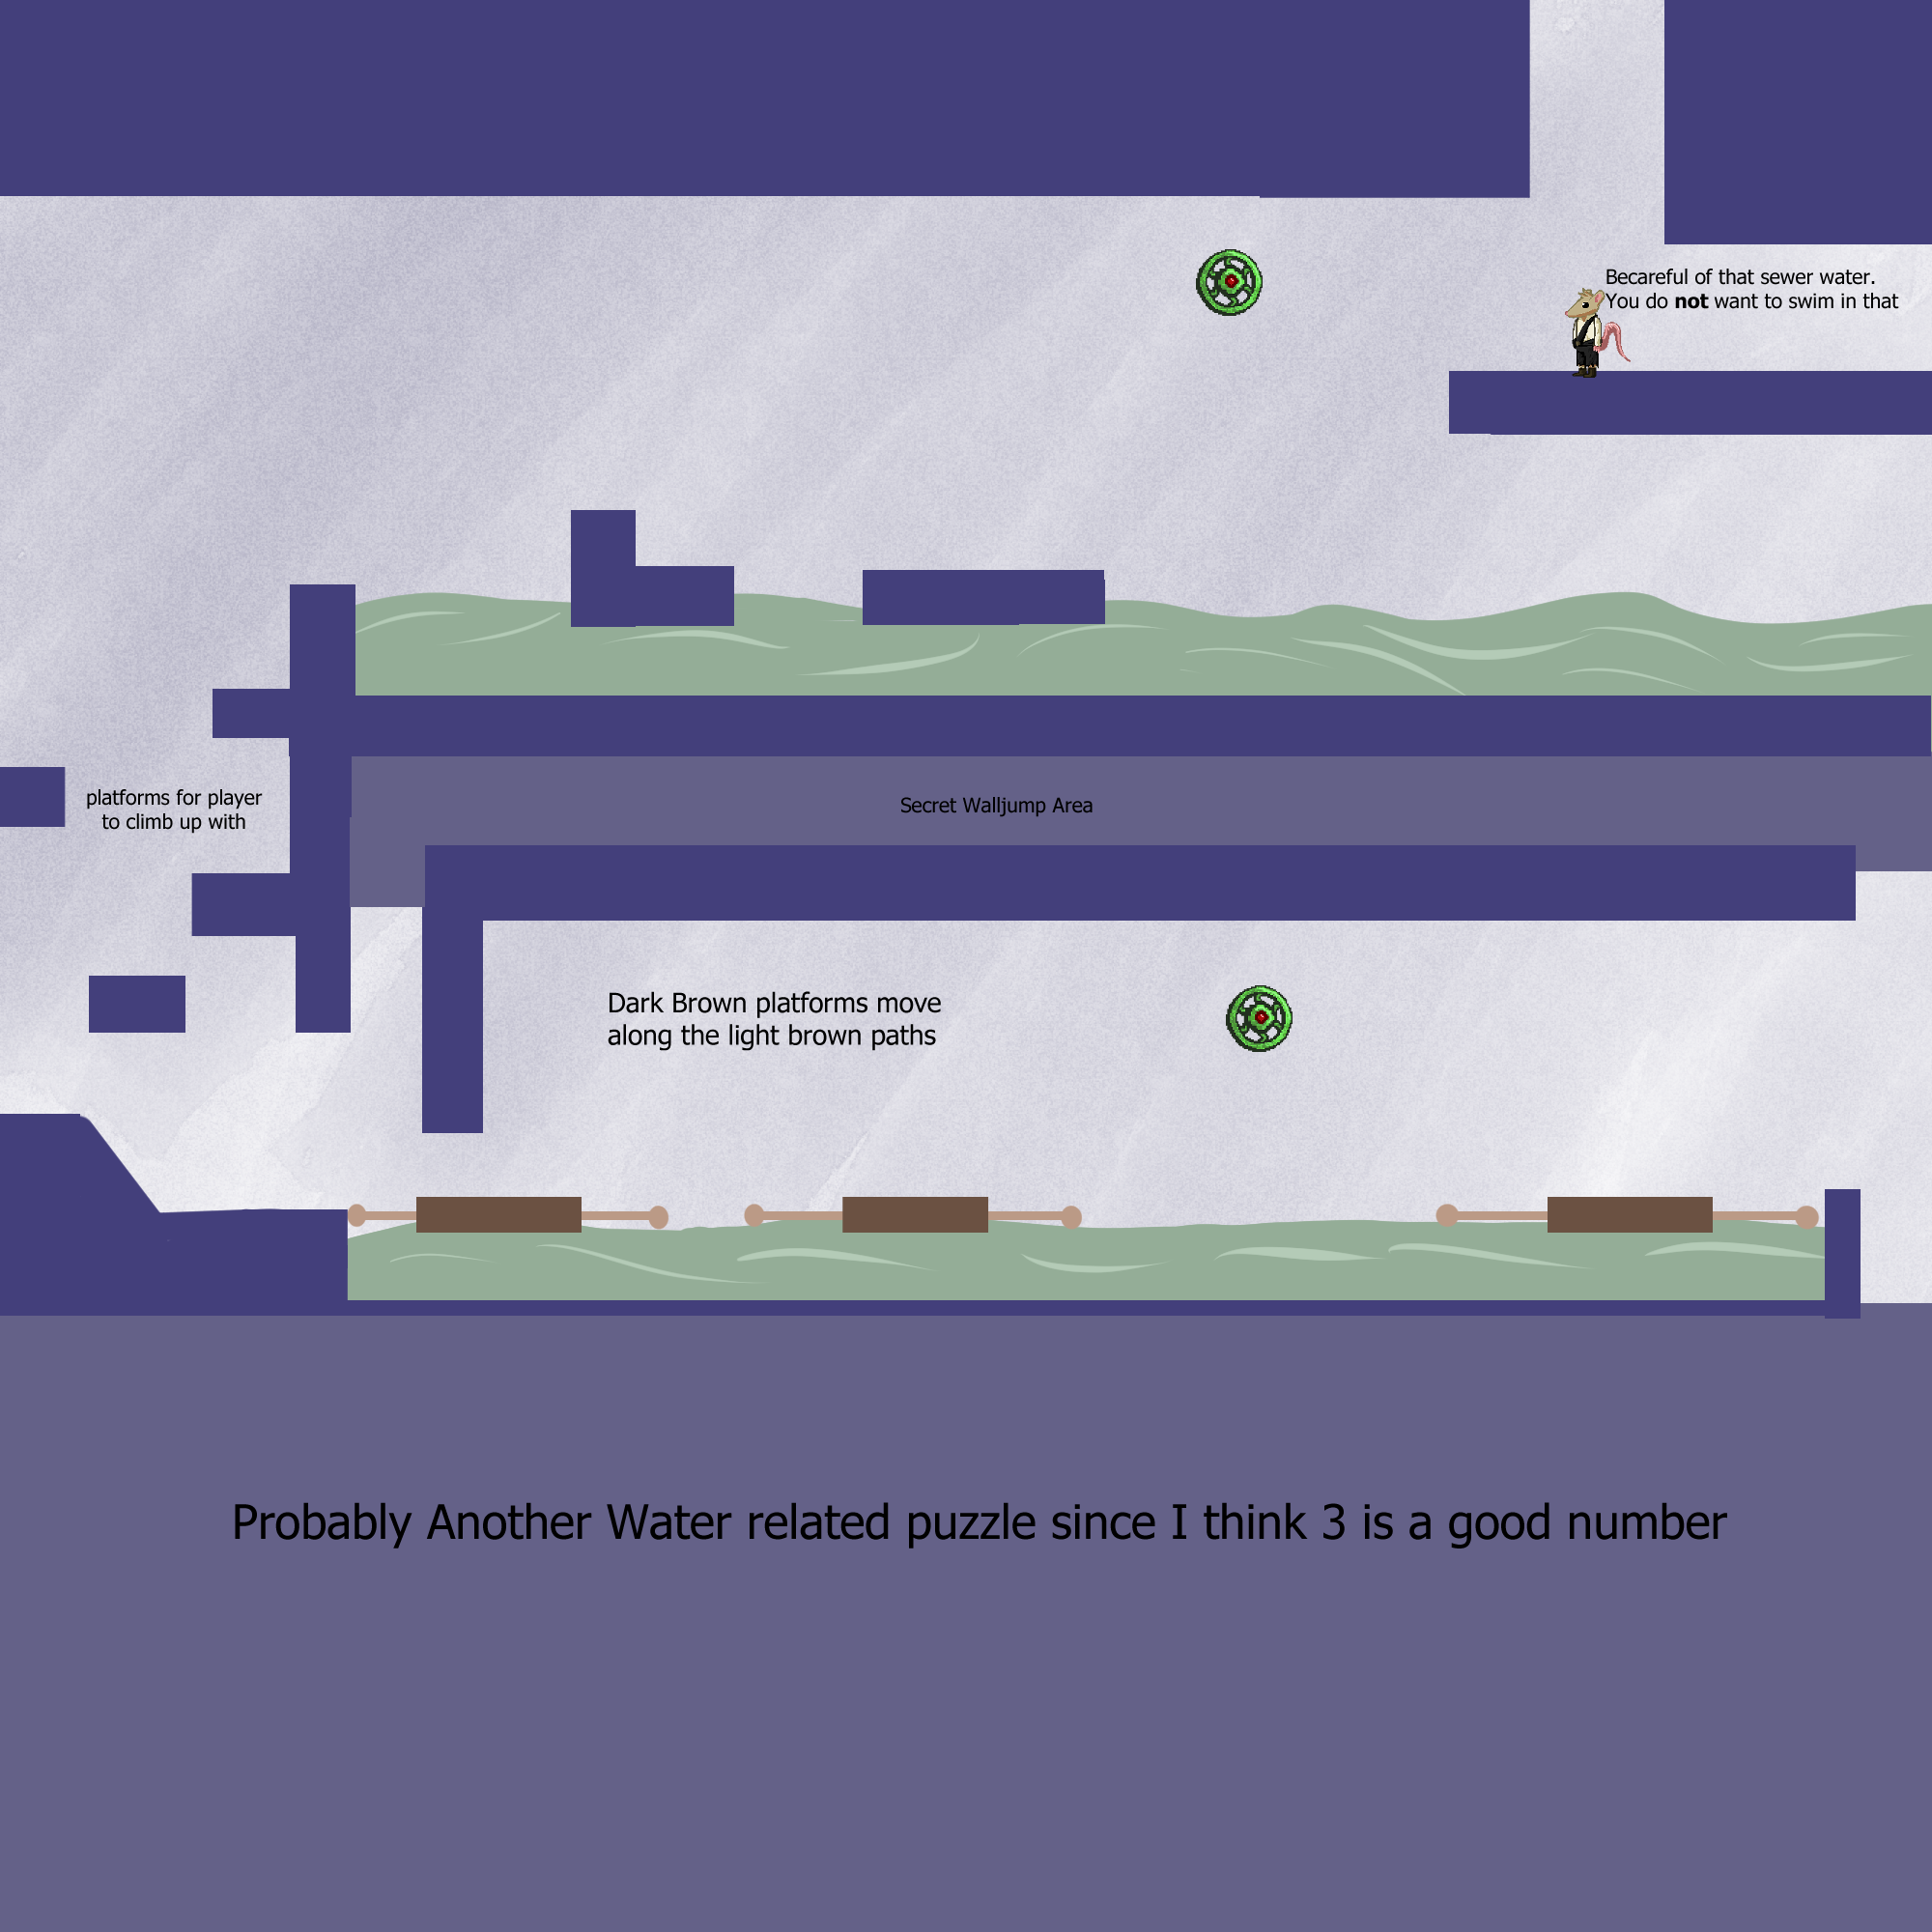 Becareful of that sewer water.
You do not want to swim in that
platforms for player
to climb up with
Secret Walljump Area
Dark Brown platforms move
along the light brown paths
Probably Another Water related puzzle since I think 3 is a good number